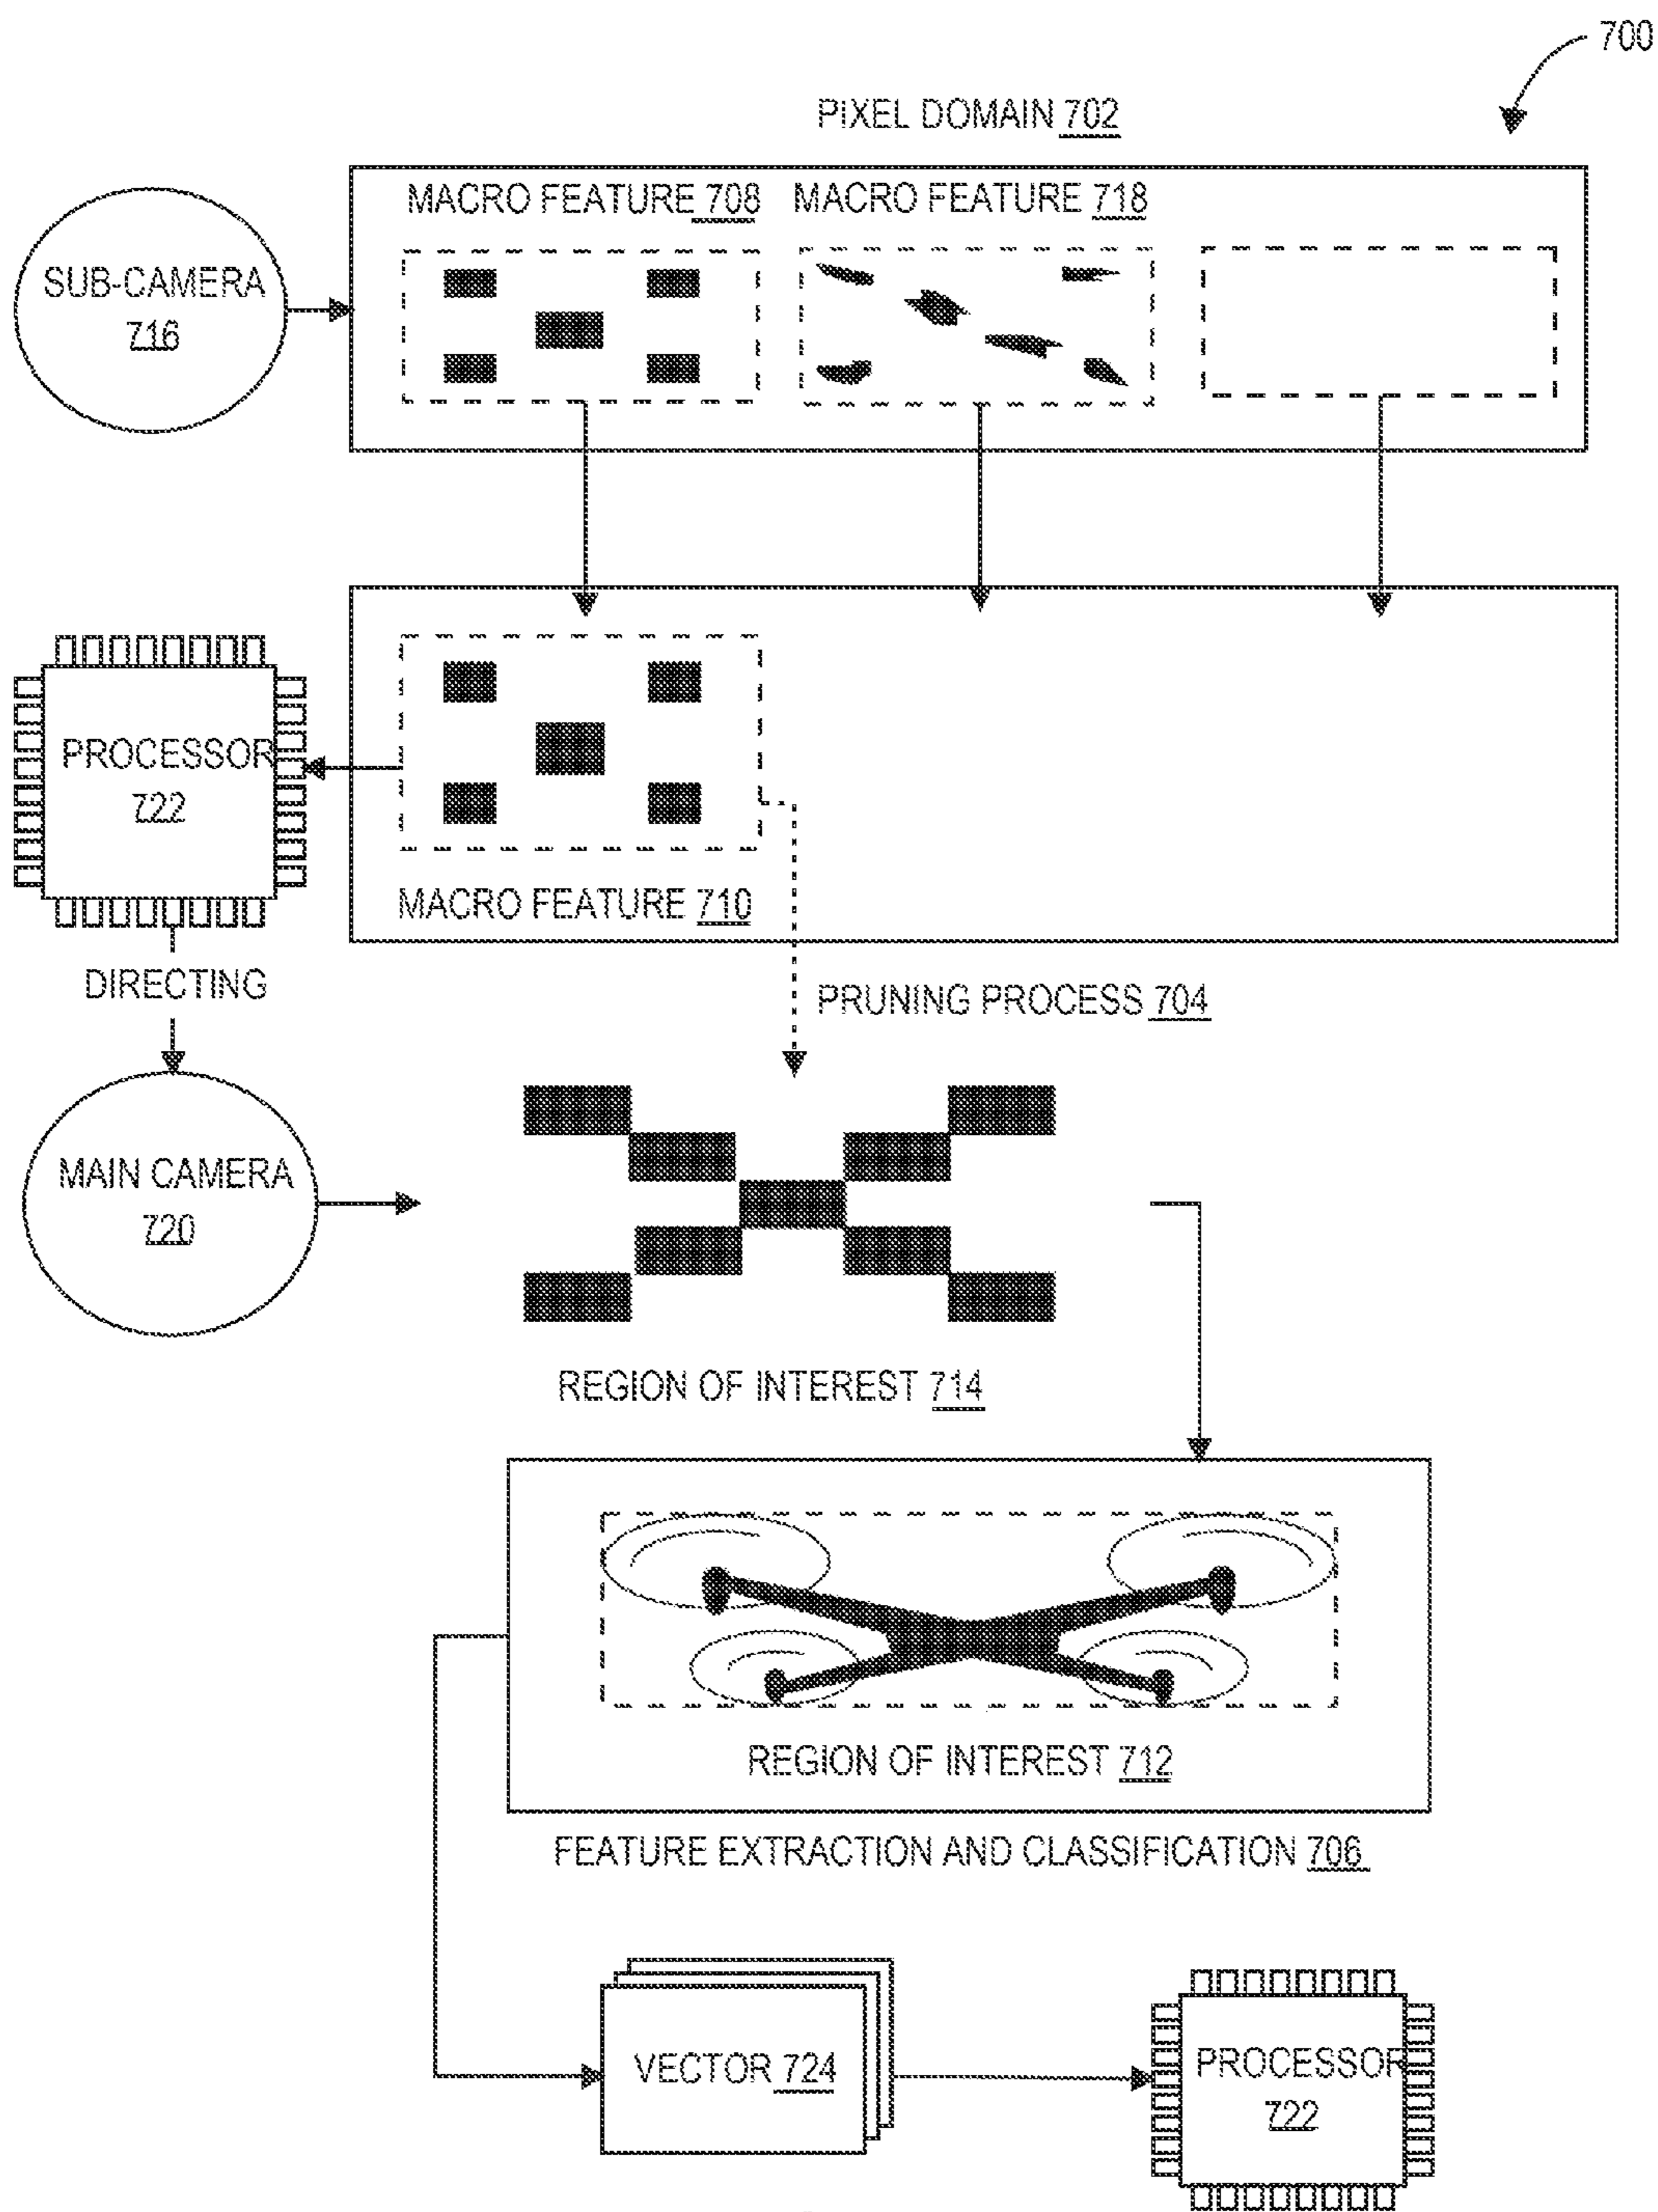 700
PIXEL DOMAIN 702
MACRO FEATURE 708 MACRO FEATURE 718
SUB-CAMERA
716
PROCESSOR
722
MACRO FEATURE 710
DIRECTING
PRUNING PROCESS 704
MAIN CAMERA
720
REGION OF INTEREST 714
REGION OF INTEREST 712
FEATURE EXTRACTION AND CLASSIFICATION 706
VECTOR 724
PROCESSOR
722